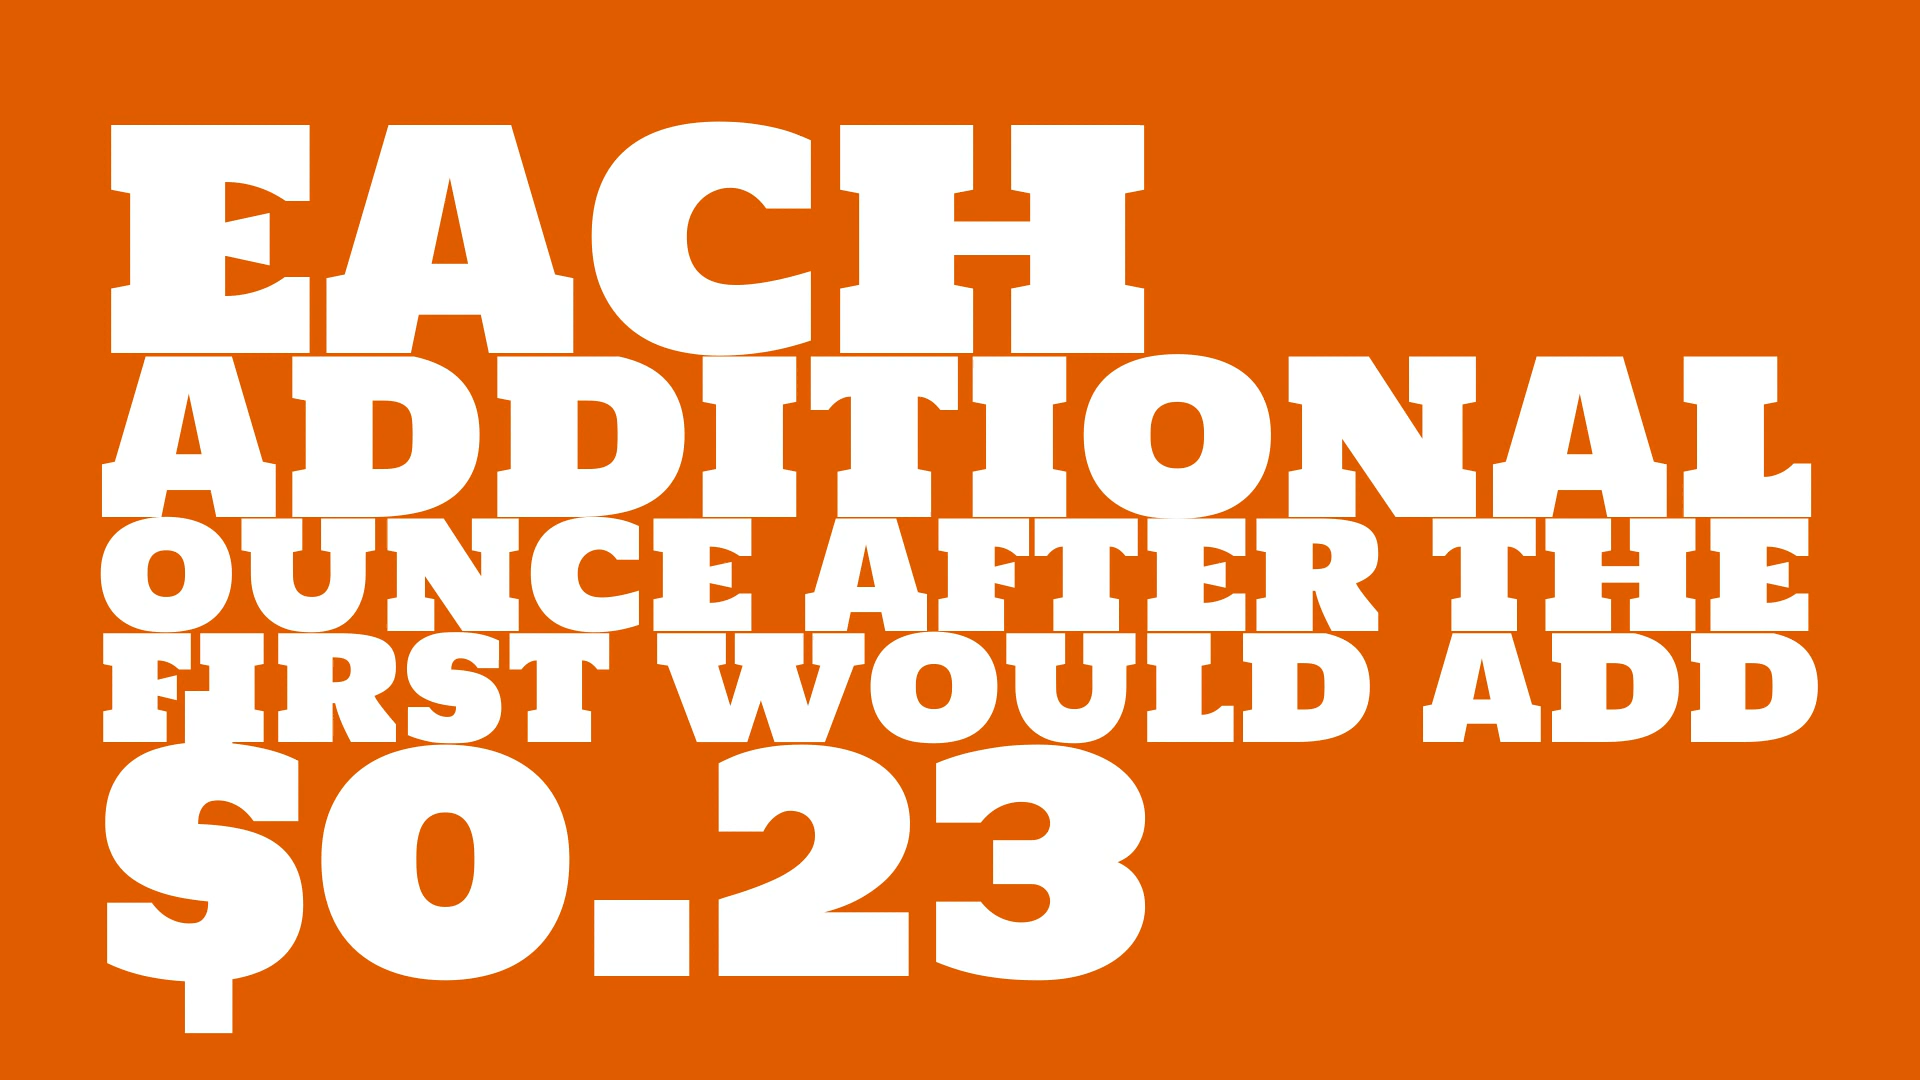 EACH
ADDITIONAL
OUNCE AFTER THE
FIRST WOULD ADD
$0.23